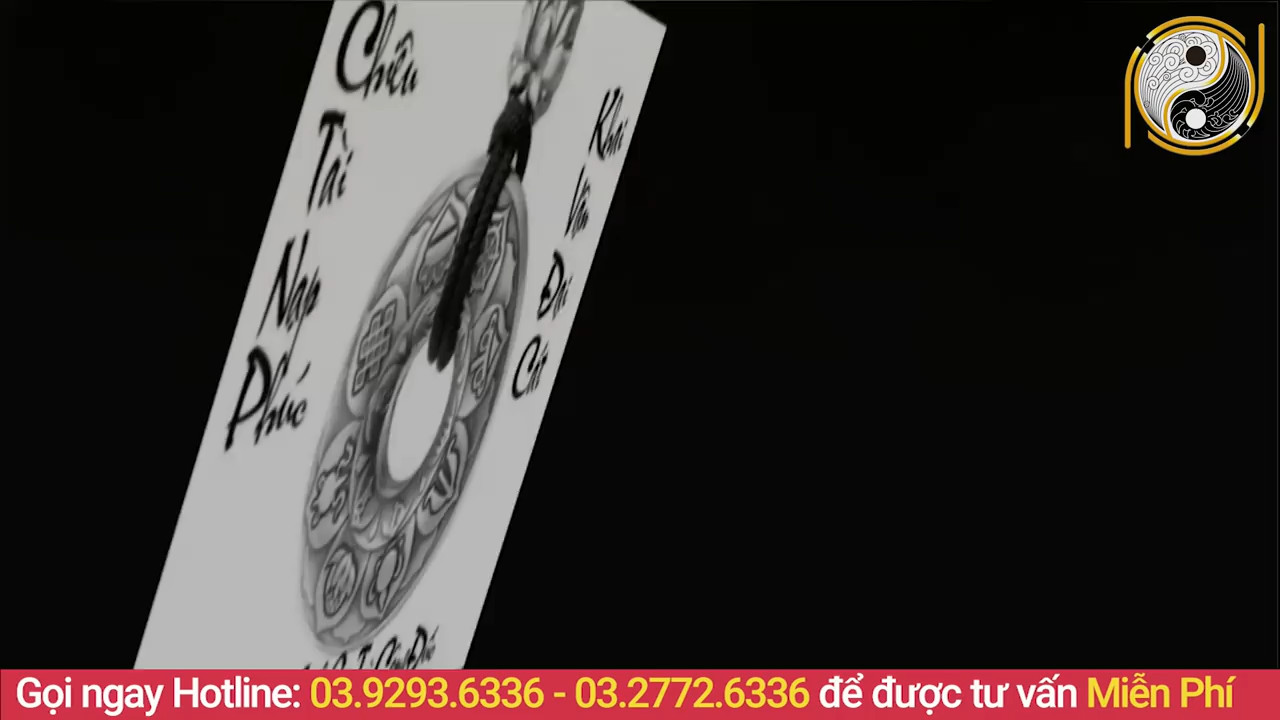 Chiêu
Tài
Nạp
Phúc
Khai
Vận
Đại
Cát
Gọi ngay Hotline: 03.9293.6336 - 03.2772.6336 để được tư vấn Miễn Phí